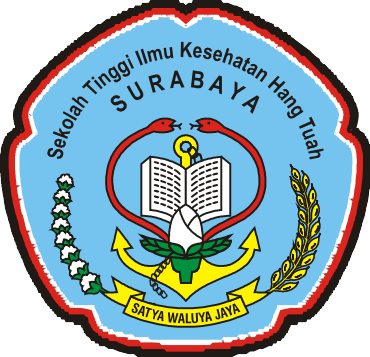 Sekolah Tinggi Ilmu Kesehatan Hang Tuah
SURABAYA
SATYA WALUYA JAYA